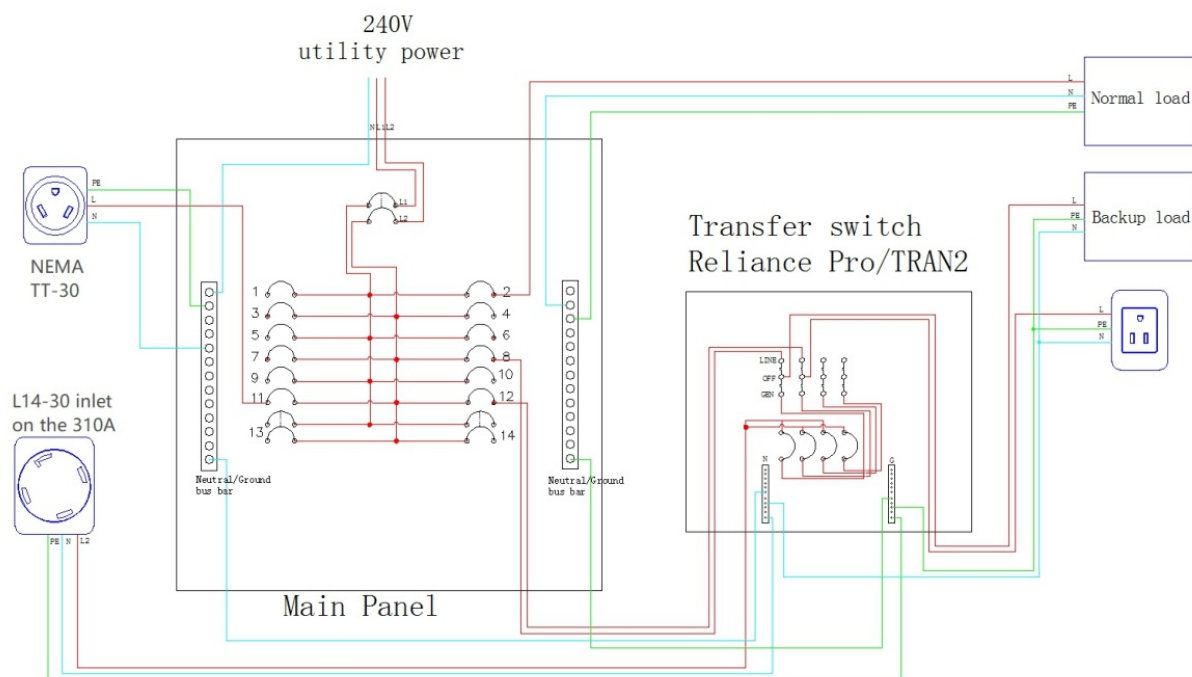 240V
utility power
N L1 L2
L
N
PE
Normal load
PE
L
N
NEMA
TT-30
L1
L2
L
PE
N
Backup load
Transfer switch
Reliance Pro/TRAN2
1
2
3
4
5
6
7
8
9
10
11
12
13
14
L
PE
N
LINE
OFF
GEN
L14-30 inlet
on the 310A
Neutral/Ground
bus bar
Neutral/Ground
bus bar
N
G
PE N L2
Main Panel